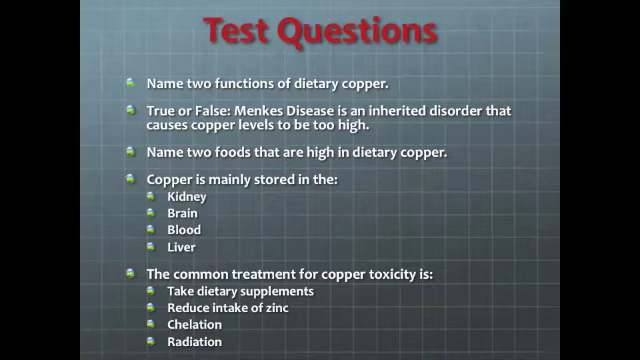 Test Questions
Name two functions of dietary copper.
True or False: Menkes Disease is an inherited disorder that
causes copper levels to be too high.
Name two foods that are high in dietary copper.
Copper is mainly stored in the:
Kidney
Brain
Blood
Liver
The common treatment for copper toxicity is:
Take dietary supplements
Reduce intake of zinc
Chelation
Radiation